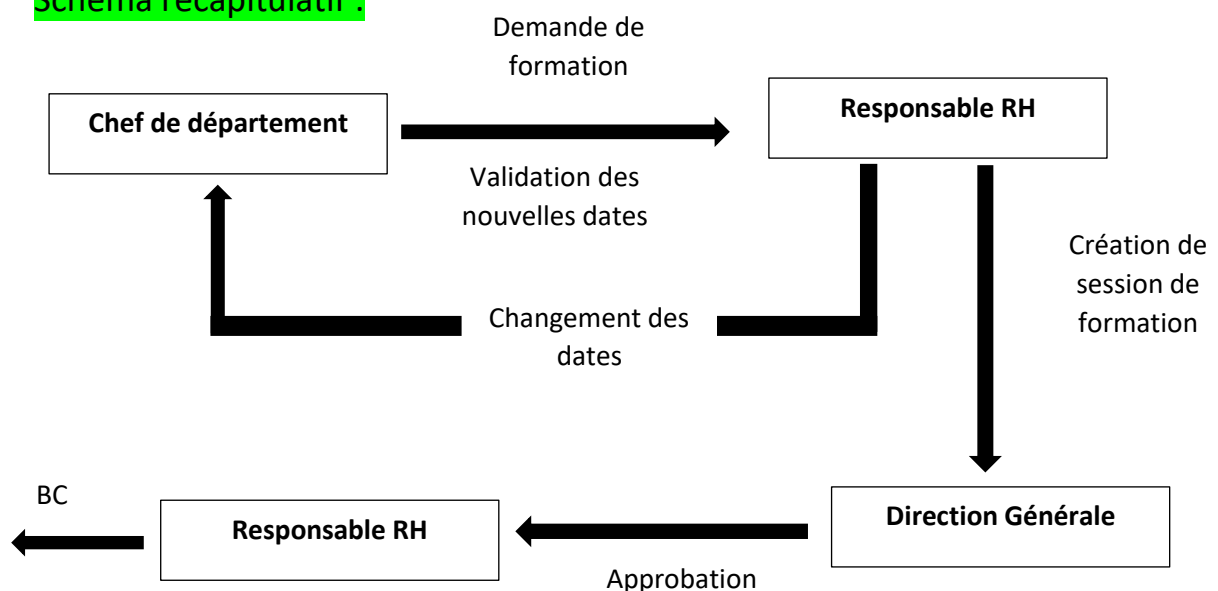 Schéma récapitulatif :
Demande de
formation
Chef de département
Responsable RH
Validation des
nouvelles dates
Création de
session de
formation
Changement des
dates
BC
Responsable RH
Direction Générale
Approbation